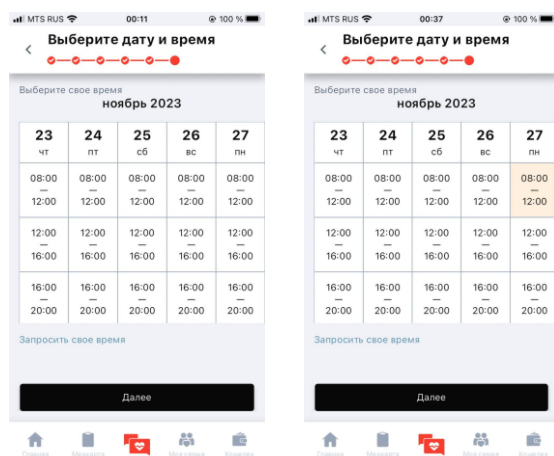 MTS RUS 00:11 100 %
Выберите дату и время
Выберите свое время
ноябрь 2023
23 24 25 26 27
чт пт сб вс пн
08:00 08:00 08:00 08:00 08:00
— — — — —
12:00 12:00 12:00 12:00 12:00
12:00 12:00 12:00 12:00 12:00
— — — — —
16:00 16:00 16:00 16:00 16:00
16:00 16:00 16:00 16:00 16:00
— — — — —
20:00 20:00 20:00 20:00 20:00
Запросить свое время
Далее
Главная Медкарта Моя семья Кошелек
MTS RUS 00:37 100 %
Выберите дату и время
Выберите свое время
ноябрь 2023
23 24 25 26 27
чт пт сб вс пн
08:00 08:00 08:00 08:00 08:00
— — — — —
12:00 12:00 12:00 12:00 12:00
12:00 12:00 12:00 12:00 12:00
— — — — —
16:00 16:00 16:00 16:00 16:00
16:00 16:00 16:00 16:00 16:00
— — — — —
20:00 20:00 20:00 20:00 20:00
Запросить свое время
Далее
Главная Медкарта Моя семья Кошелек